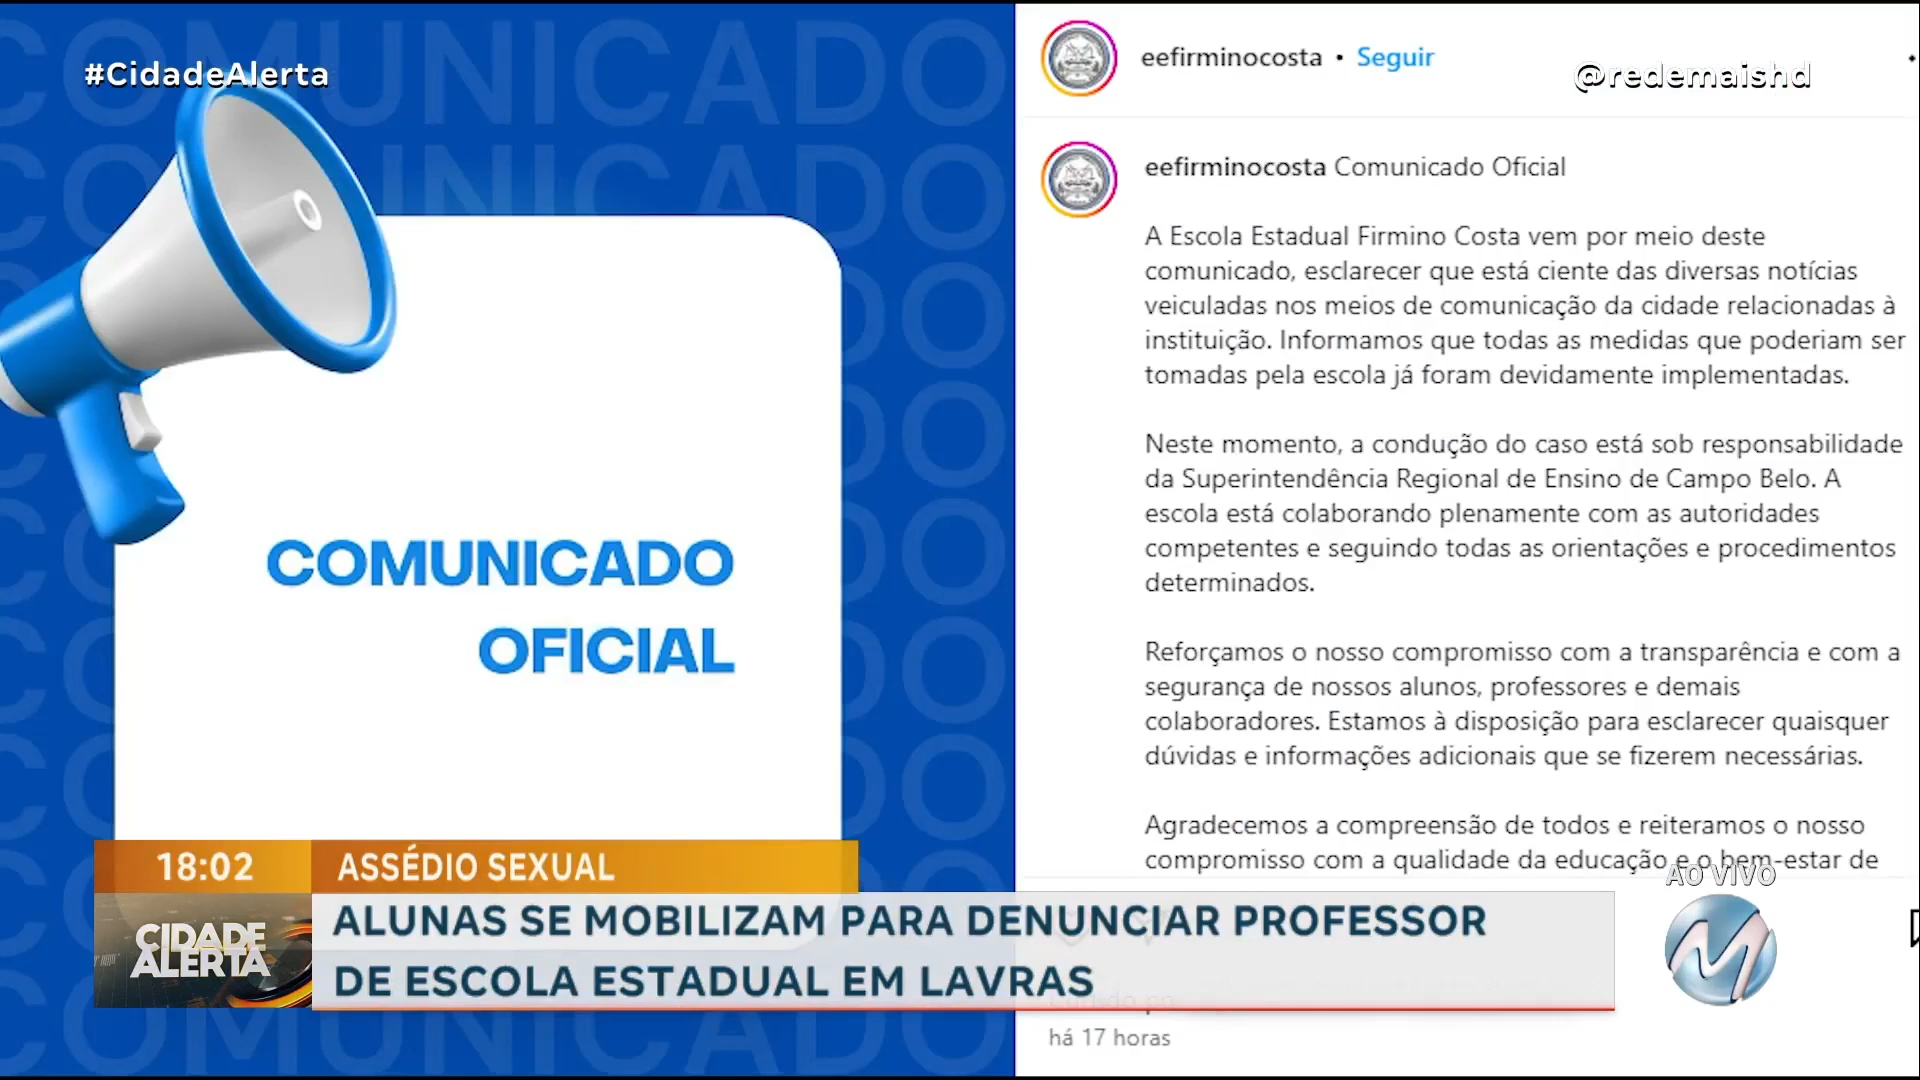 #CidadeAlerta
COMUNICADO
OFICIAL
eefirminocosta • Seguir
@redemaishd
eefirminocosta Comunicado Oficial
A Escola Estadual Firmino Costa vem por meio deste
comunicado, esclarecer que está ciente das diversas notícias
veiculadas nos meios de comunicação da cidade relacionadas à
instituição. Informamos que todas as medidas que poderiam ser
tomadas pela escola já foram devidamente implementadas.
Neste momento, a condução do caso está sob responsabilidade
da Superintendência Regional de Ensino de Campo Belo. A
escola está colaborando plenamente com as autoridades
competentes e seguindo todas as orientações e procedimentos
determinados.
Reforçamos o nosso compromisso com a transparência e com a
segurança de nossos alunos, professores e demais
colaboradores. Estamos à disposição para esclarecer quaisquer
dúvidas e informações adicionais que se fizerem necessárias.
Agradecemos a compreensão de todos e reiteramos o nosso
compromisso com a qualidade da educação e o bem-estar de
AO VIVO
18:02
ASSÉDIO SEXUAL
CIDADE
ALERTA
ALUNAS SE MOBILIZAM PARA DENUNCIAR PROFESSOR
DE ESCOLA ESTADUAL EM LAVRAS
há 17 horas